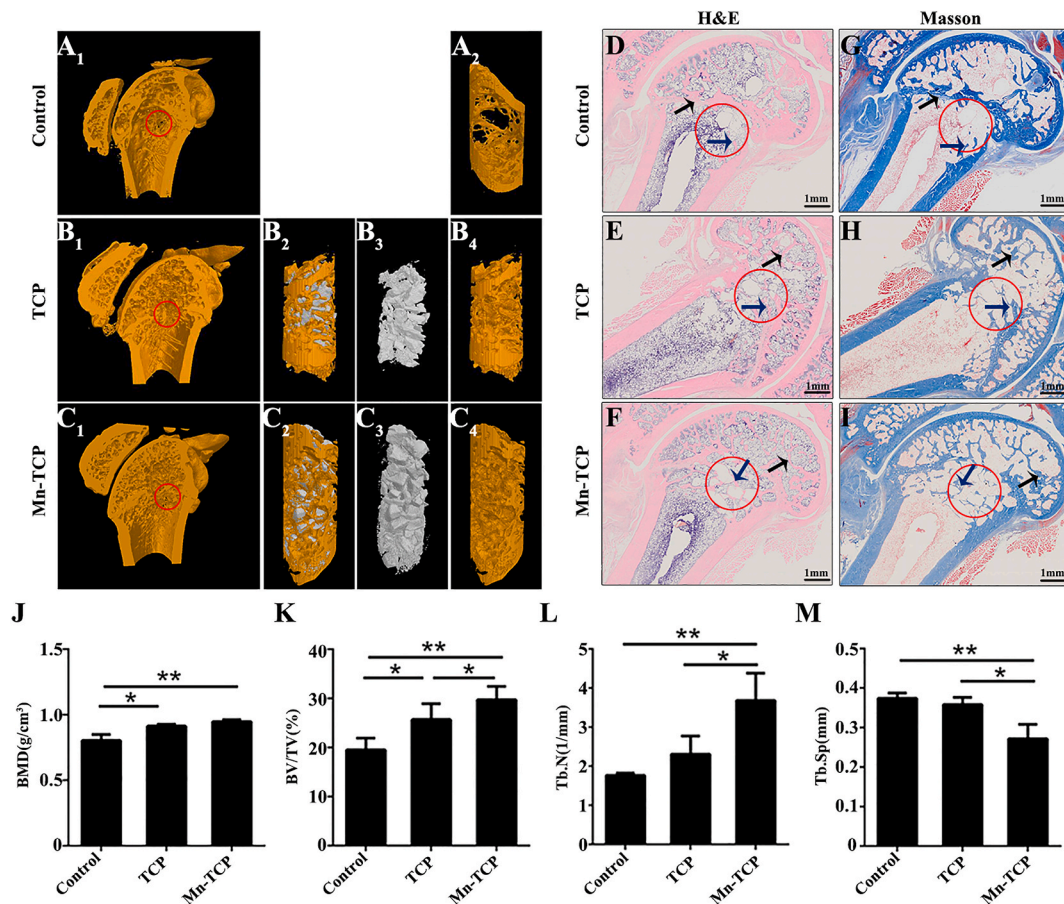 H&E Masson
A1 A2 D G
Control
1mm 1mm
B1 B2 B3 B4 E H
TCP
1mm 1mm
C1 C2 C3 C4 F I
Mn-TCP
1mm 1mm
J K L M
BMD(g/cm³)
1.5
1.0
0.5
0
*
**
Control
TCP
Mn-TCP
BV/TV(%)
40
30
20
10
0
**
*
*
Control
TCP
Mn-TCP
Tb.N(1/mm)
5
4
3
2
1
0
**
*
Control
TCP
Mn-TCP
Tb.Sp(mm)
0.5
0.4
0.3
0.2
0.1
0
**
*
Control
TCP
Mn-TCP